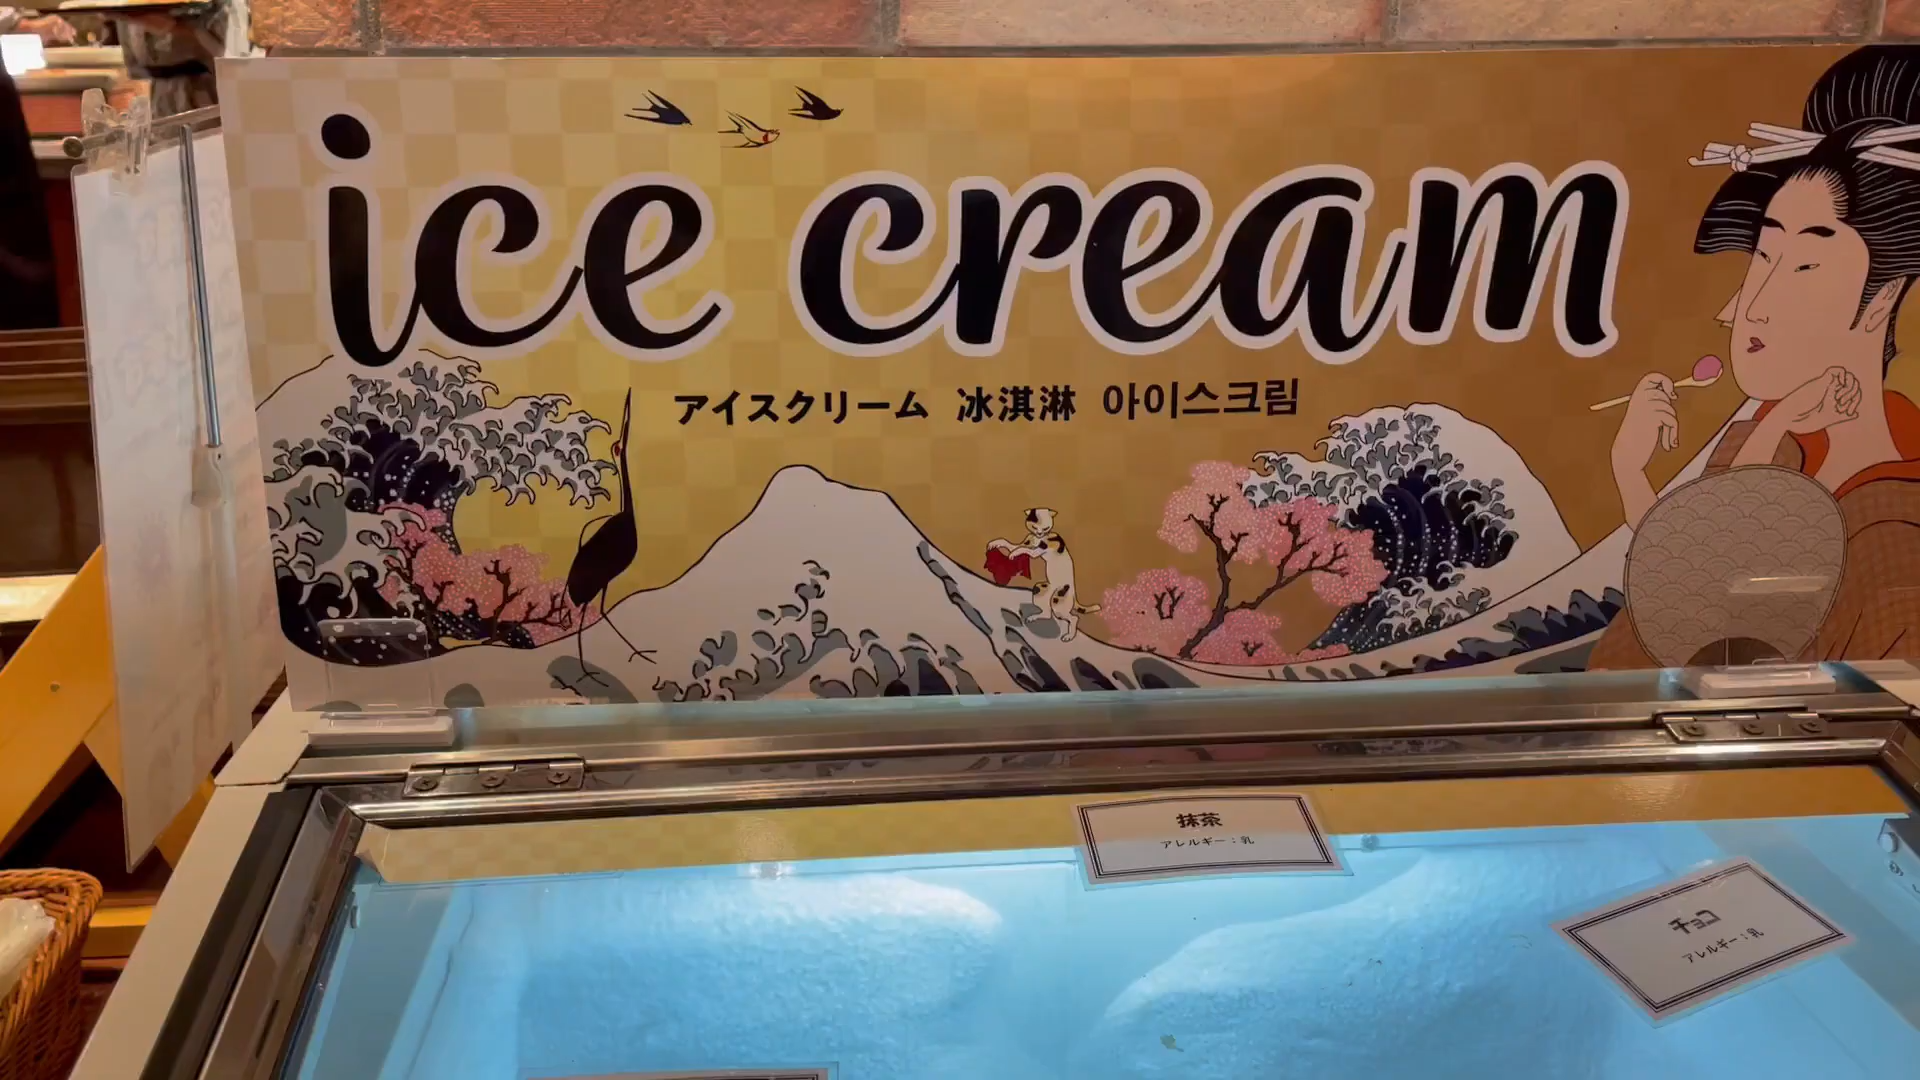 ice cream
アイスクリーム 冰淇淋 아이스크림
抹茶
アレルギー：乳
チョコ
アレルギー：乳